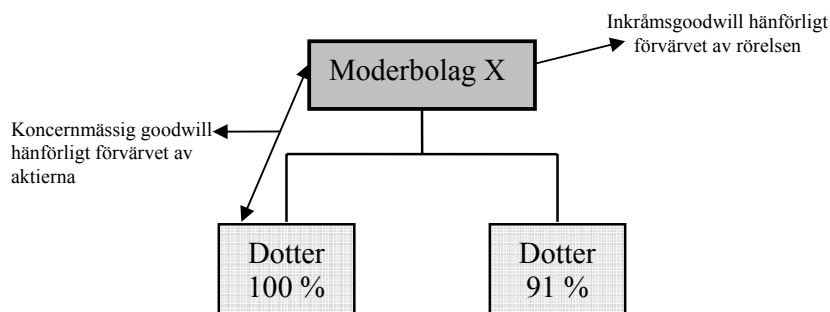 Inkråmsgoodwill hänförligt
förvärvet av rörelsen
Moderbolag X
Koncernmässig goodwill
hänförligt förvärvet av
aktierna
Dotter
100 %
Dotter
91 %